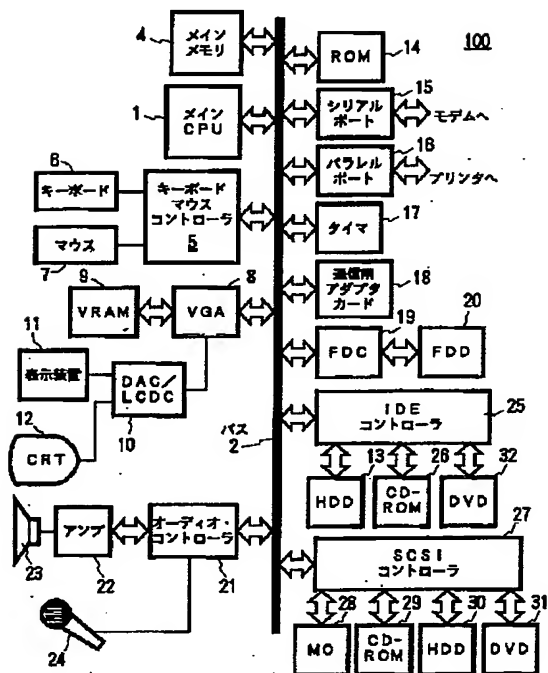 100
4
メイン
メモリ
1
メイン
CPU
6
キーボード
マウス
7
キーボード
マウス
コントローラ
5
9
VRAM
8
VGA
11
表示装置
DAC/
LCDC
10
12
CRT
バス
2
23
アンプ
22
オーディオ・
コントローラ
21
24
ROM
14
シリアル
ポート
15
モデムへ
パラレル
ポート
16
プリンタへ
タイマ
17
通信用
アダプタ
カード
18
19
FDC
20
FDD
IDE
コントローラ
25
13
HDD
26
CD-
ROM
32
DVD
27
SCSI
コントローラ
28
MO
29
CD-
ROM
30
HDD
31
DVD